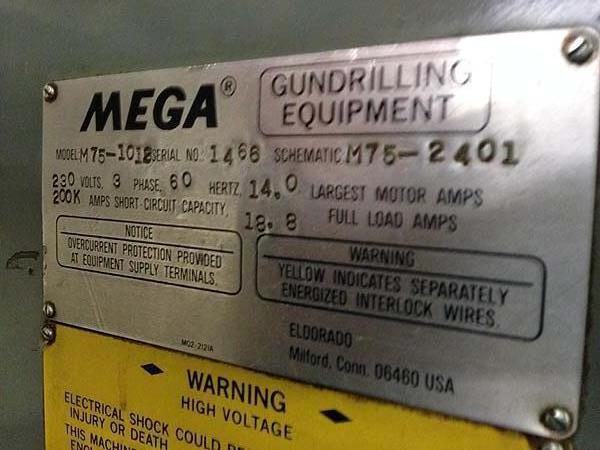 MEGA®
GUNDRILLING
EQUIPMENT
MODEL M75-1012 SERIAL NO. 1466 SCHEMATIC M75-2401
230 VOLTS, 3 PHASE, 60 HERTZ, 14.0 LARGEST MOTOR AMPS
200K AMPS SHORT-CIRCUIT CAPACITY, 18.8 FULL LOAD AMPS
NOTICE
OVERCURRENT PROTECTION PROVIDED
AT EQUIPMENT SUPPLY TERMINALS.
WARNING
YELLOW INDICATES SEPARATELY
ENERGIZED INTERLOCK WIRES.
ELDORADO
Milford, Conn. 06460 USA
M02-2121A
WARNING
HIGH VOLTAGE
ELECTRICAL SHOCK COULD
INJURY OR DEATH
THIS